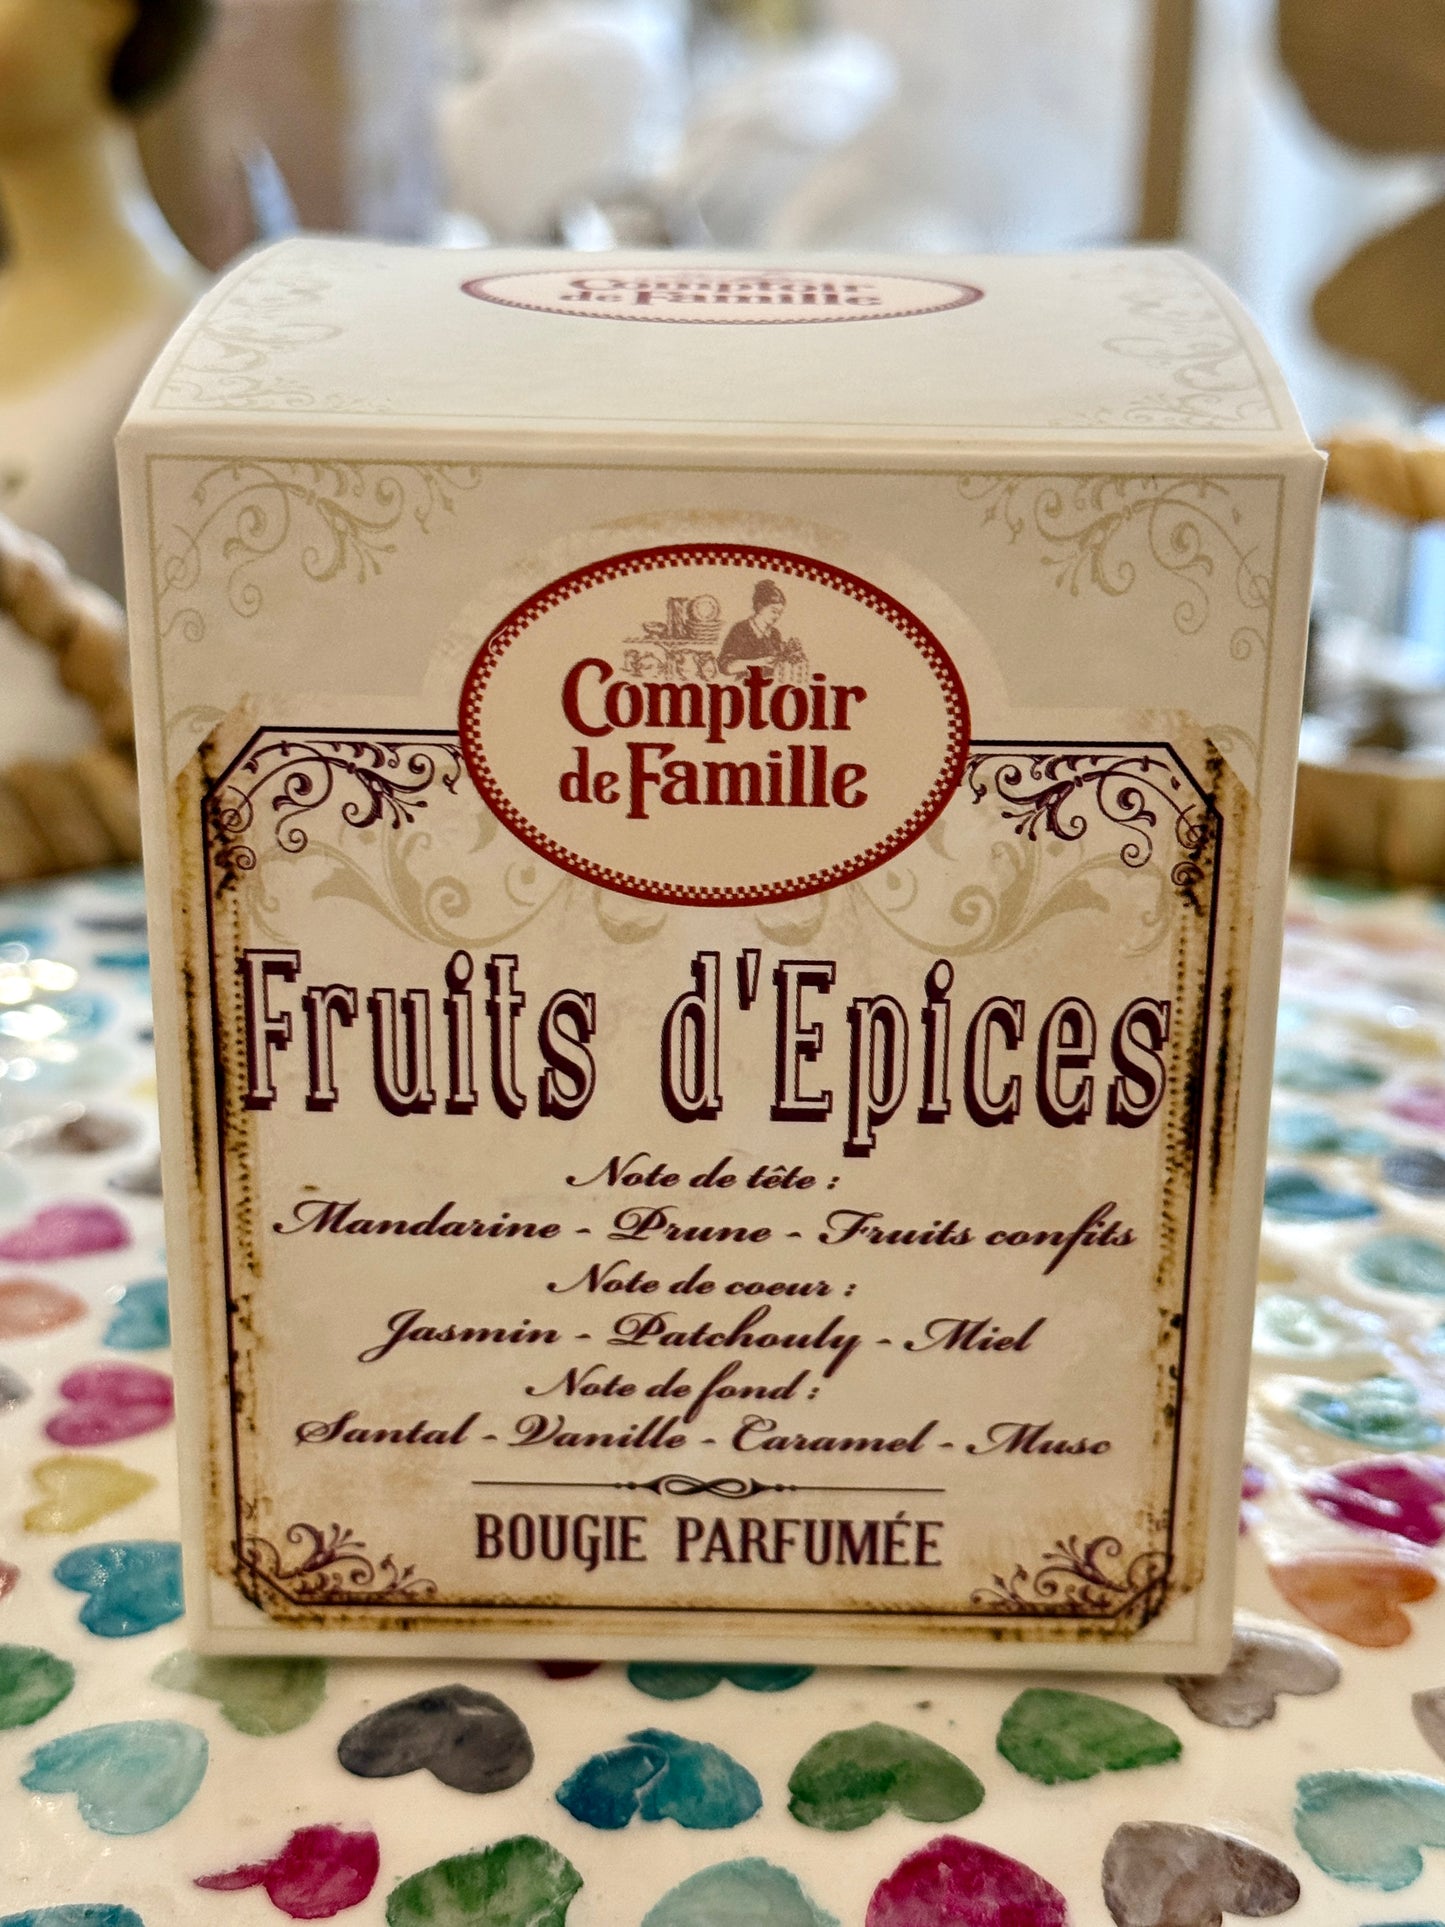 Comptoir
de Famille
Comptoir
de Famille
Fruits d'Epices
Note de tête :
Mandarine - Prune - Fruits confits
Note de coeur :
Jasmin - Patchouly - Miel
Note de fond :
Santal - Vanille - Caramel - Musc
BOUGIE PARFUMÉE